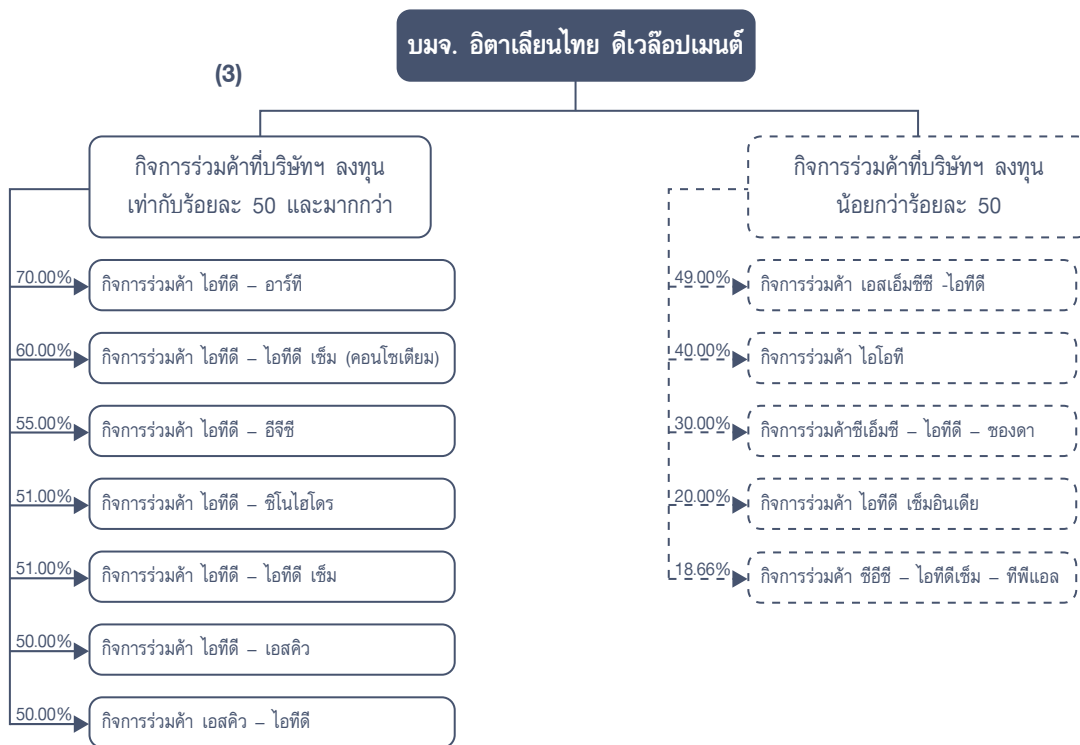 บมจ. อิตาเลียนไทย ดีเวล๊อปเมนต์
(3)
กิจการร่วมค้าที่บริษัทฯ ลงทุน
เท่ากับร้อยละ 50 และมากกว่า
70.00%
กิจการร่วมค้า ไอทีดี – อาร์ที
60.00%
กิจการร่วมค้า ไอทีดี – ไอทีดี เซ็ม (คอนโซเตียม)
55.00%
กิจการร่วมค้า ไอทีดี – อีจีซี
51.00%
กิจการร่วมค้า ไอทีดี – ซิโนไฮโดร
51.00%
กิจการร่วมค้า ไอทีดี – ไอทีดี เซ็ม
50.00%
กิจการร่วมค้า ไอทีดี – เอสคิว
50.00%
กิจการร่วมค้า เอสคิว – ไอทีดี
กิจการร่วมค้าที่บริษัทฯ ลงทุน
น้อยกว่าร้อยละ 50
49.00%
กิจการร่วมค้า เอสเอ็มซีซี -ไอทีดี
40.00%
กิจการร่วมค้า ไอโอที
30.00%
กิจการร่วมค้าซีเอ็มซี – ไอทีดี – ซองดา
20.00%
กิจการร่วมค้า ไอทีดี เซ็มอินเดีย
18.66%
กิจการร่วมค้า ซีอีซี – ไอทีดีเซ็ม – ทีพีแอล